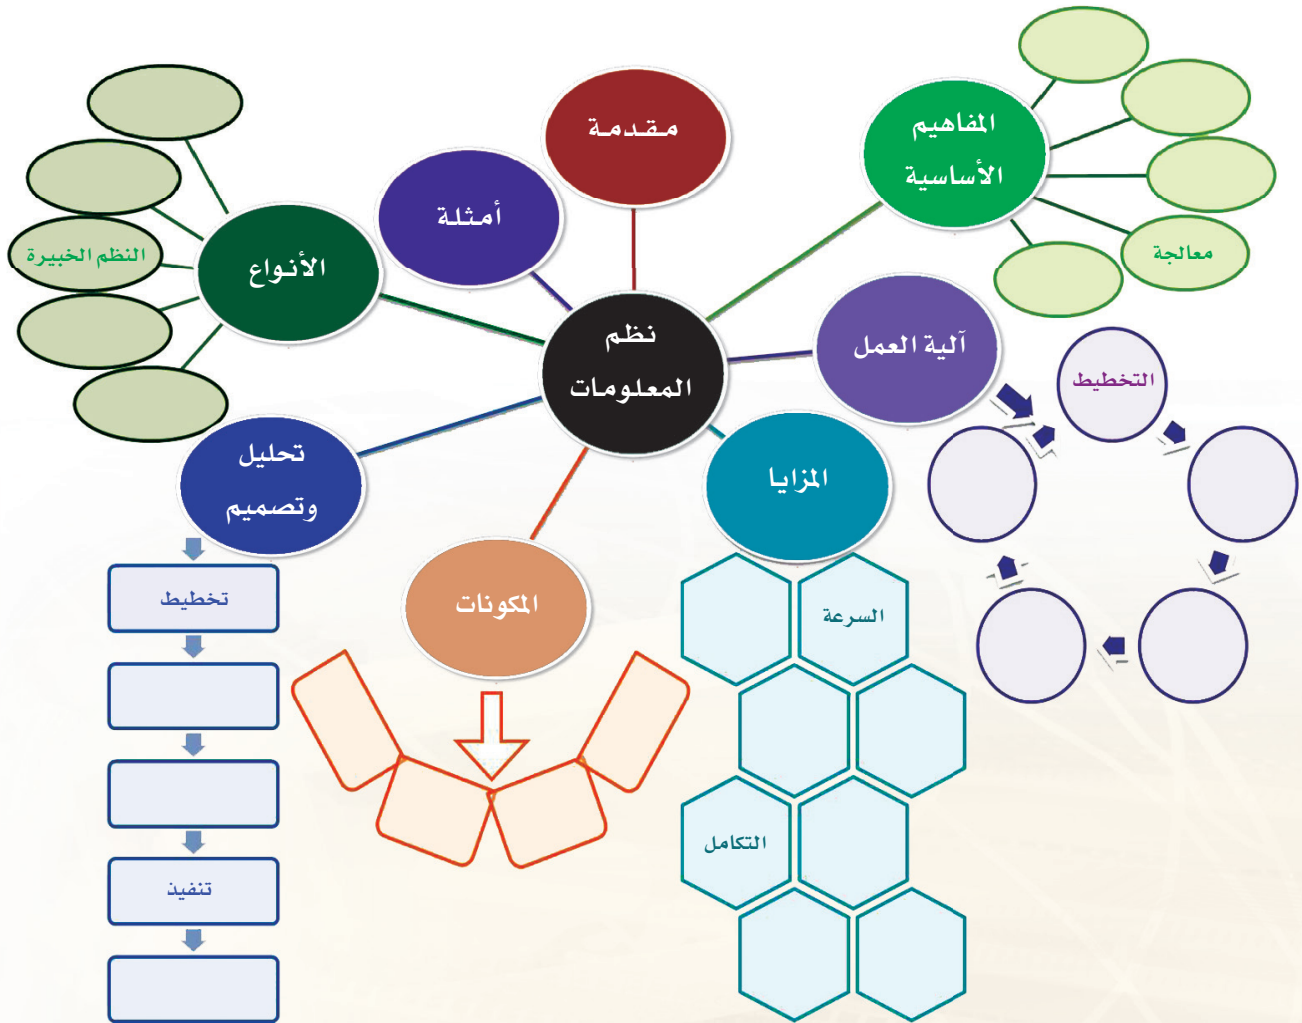 مقدمة
المفاهيم
الأساسية
معالجة
أمثلة
الأنواع
النظم الخبيرة
نظم
المعلومات
آلية العمل
التخطيط
تحليل
وتصميم
المزايا
المكونات
تخطيط
السرعة
التكامل
تنفيذ